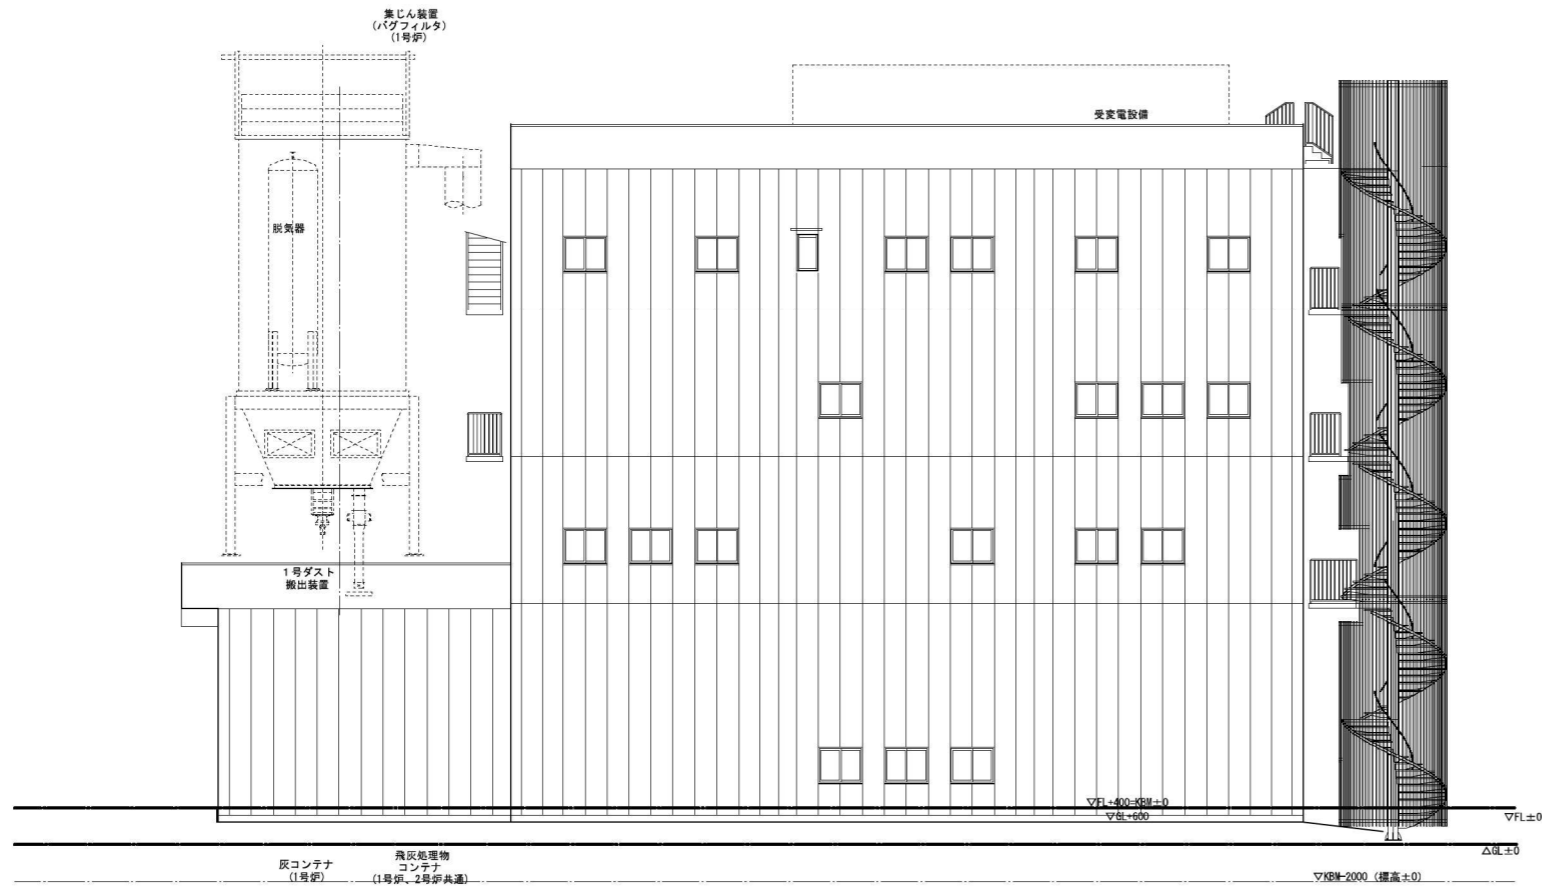 集じん装置
(バグフィルタ)
(1号炉)
受変電設備
脱気器
1号ダスト
搬出装置
▽FL+400=KBM±0
▽GL+600
▽FL±0
△GL±0
灰コンテナ
(1号炉)
飛灰処理物
コンテナ
(1号炉、2号炉共通)
▽KBM-2000 (標高±0)